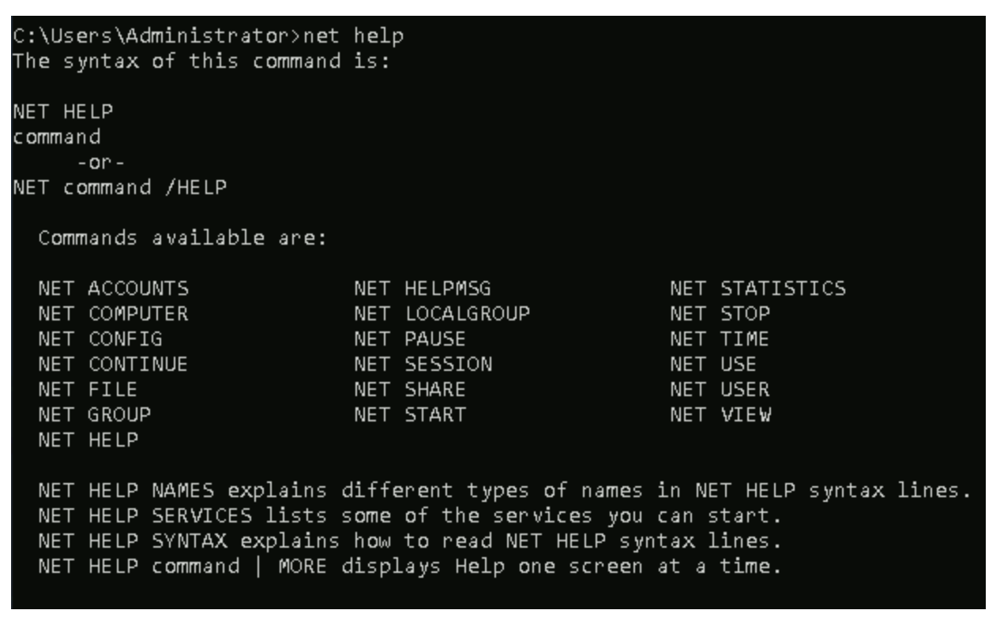 C:\Users\Administrator>net help
The syntax of this command is:
NET HELP
command
-or-
NET command /HELP
Commands available are:
NET ACCOUNTS NET HELPMSG NET STATISTICS
NET COMPUTER NET LOCALGROUP NET STOP
NET CONFIG NET PAUSE NET TIME
NET CONTINUE NET SESSION NET USE
NET FILE NET SHARE NET USER
NET GROUP NET START NET VIEW
NET HELP
NET HELP NAMES explains different types of names in NET HELP syntax lines.
NET HELP SERVICES lists some of the services you can start.
NET HELP SYNTAX explains how to read NET HELP syntax lines.
NET HELP command | MORE displays Help one screen at a time.